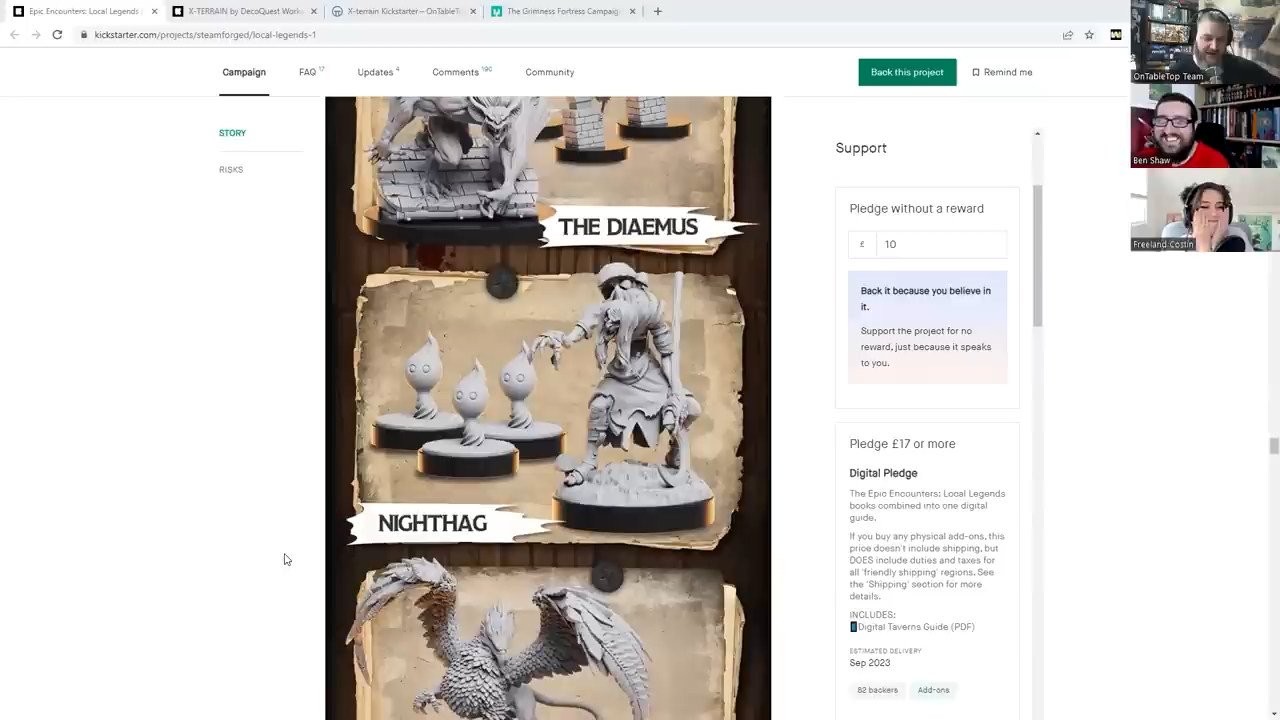 Epic Encounters: Local Legends
X-TERRAIN by DecoQuest.Work
X-terrain Kickstarter – OnTableT
The Grimness Fortress Campaig
kickstarter.com/projects/steamforged/local-legends-1
Campaign
FAQ 17
Updates 4
Comments 190
Community
Back this project
Remind me
STORY
RISKS
THE DIAEMUS
NIGHTHAG
Support
Pledge without a reward
£ 10
Back it because you believe in
it.
Support the project for no
reward, just because it speaks
to you.
Pledge £17 or more
Digital Pledge
The Epic Encounters: Local Legends
books combined into one digital
guide.
If you buy any physical add-ons, this
price doesn't include shipping, but
DOES include duties and taxes for
all 'friendly shipping' regions. See
the 'Shipping' section for more
details.
INCLUDES:
Digital Taverns Guide (PDF)
ESTIMATED DELIVERY
Sep 2023
82 backers
Add-ons
OnTableTop Team
Ben Shaw
Freeland Costin